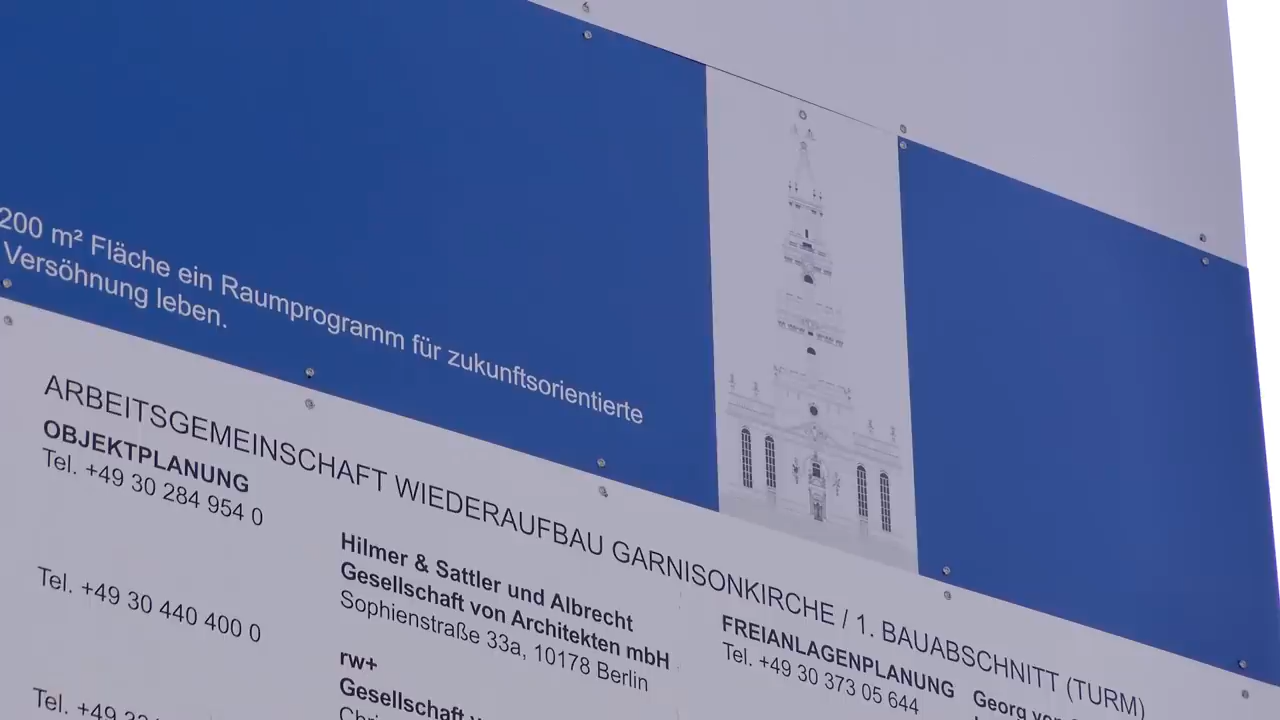 200 m² Fläche ein Raumprogramm für zukunftsorientierte
Versöhnung leben.
ARBEITSGEMEINSCHAFT WIEDERAUFBAU GARNISONKIRCHE / 1. BAUABSCHNITT (TURM)
OBJEKTPLANUNG
Tel. +49 30 284 954 0
Hilmer & Sattler und Albrecht
Gesellschaft von Architekten mbH
Sophienstraße 33a, 10178 Berlin
Tel. +49 30 440 400 0
rw+
Gesellschaft
Tel. +49
FREIANLAGENPLANUNG
Tel. +49 30 373 05 644
Georg